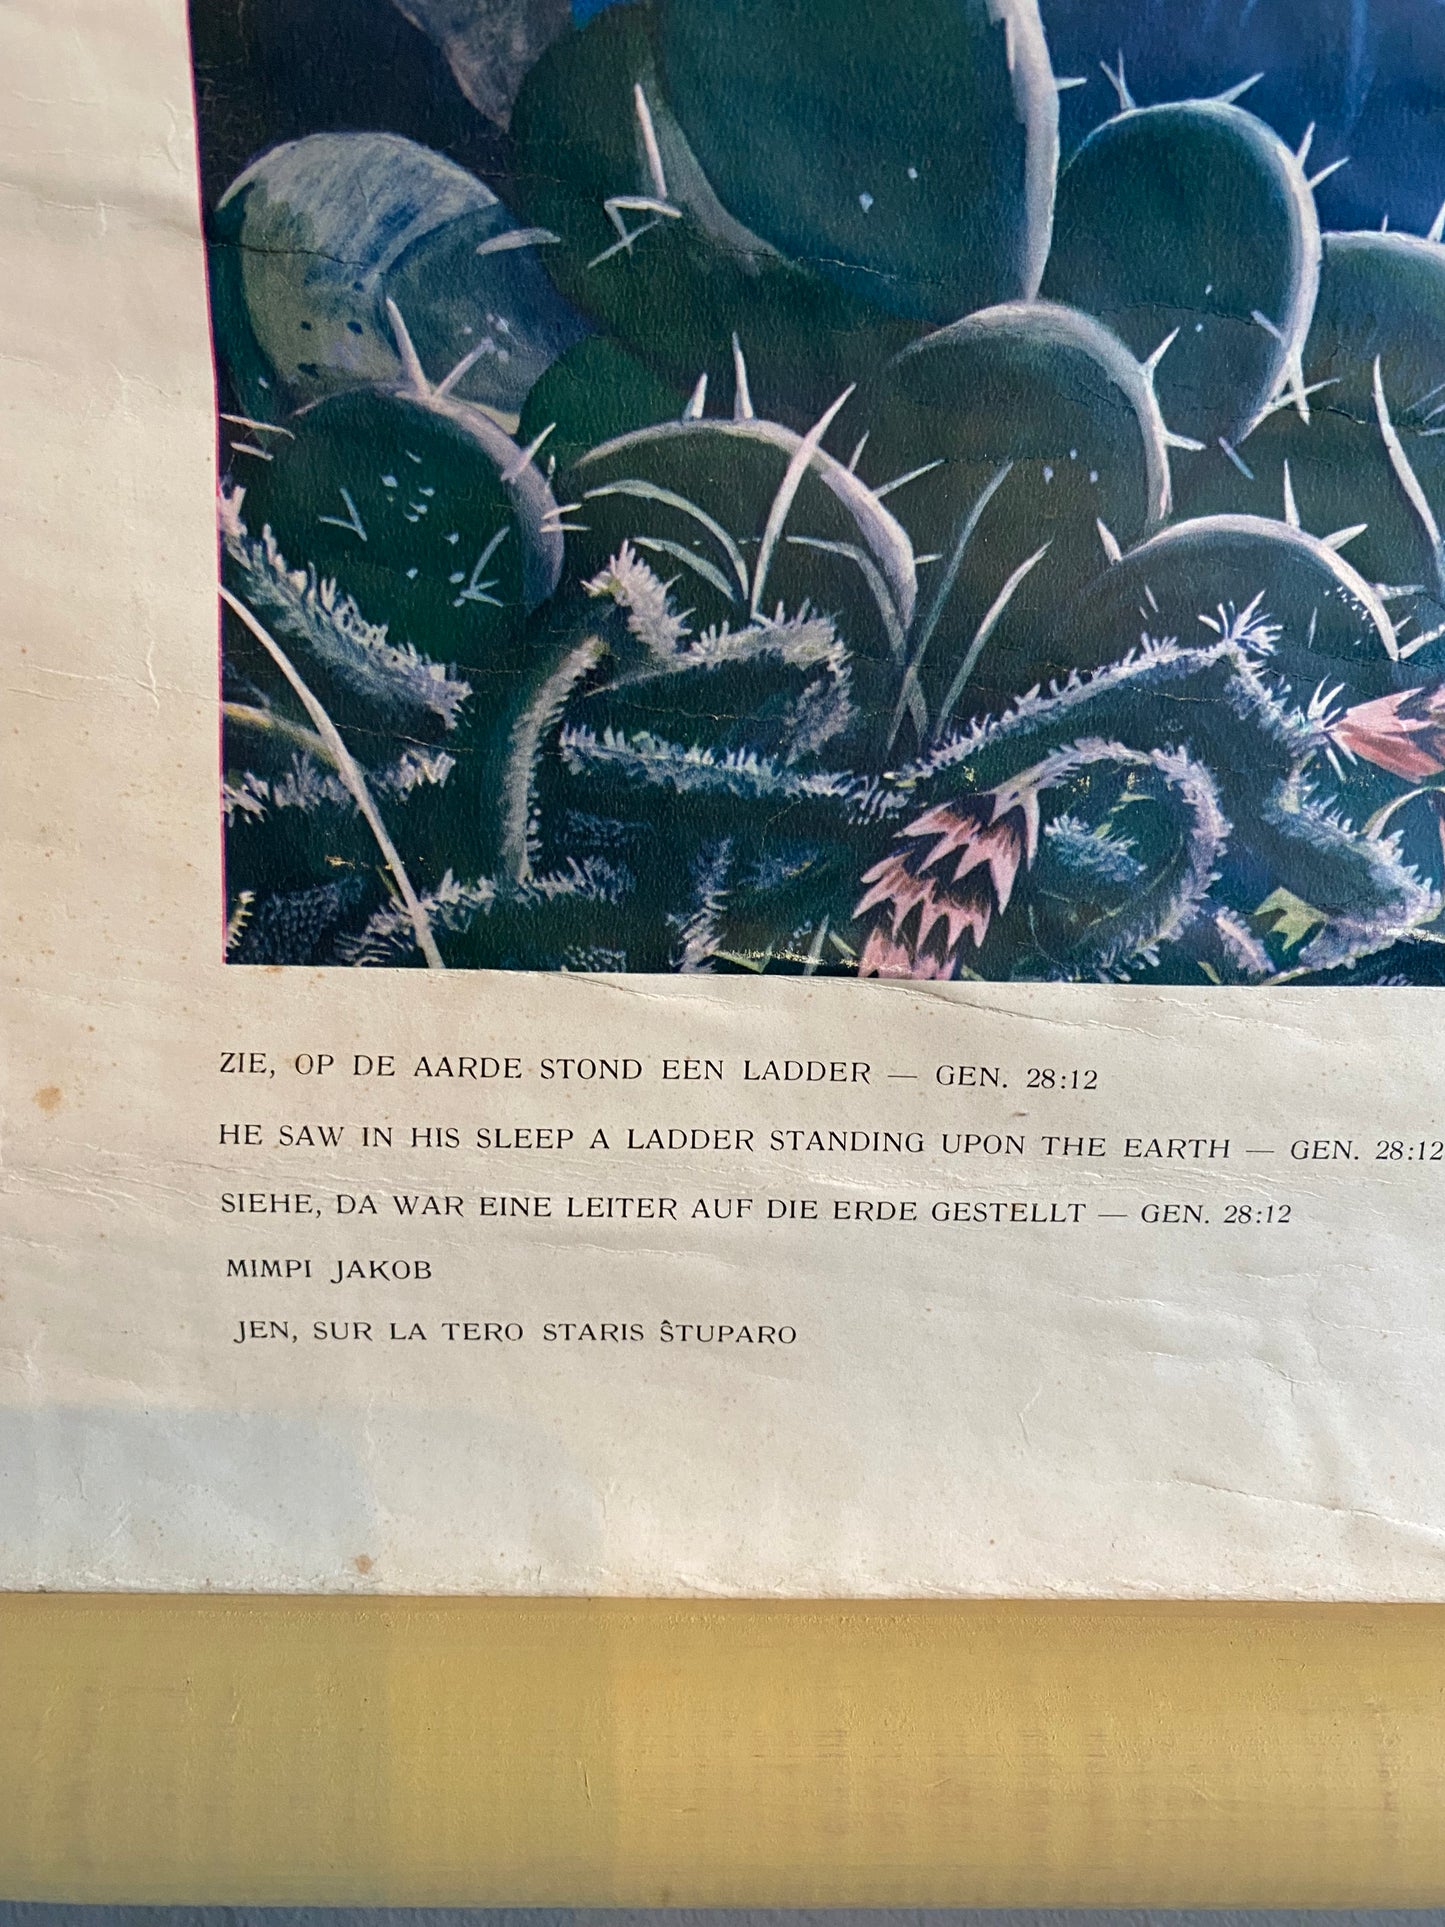 ZIE, OP DE AARDE STOND EEN LADDER — GEN. 28:12
HE SAW IN HIS SLEEP A LADDER STANDING UPON THE EARTH — GEN. 28:12
SIEHE, DA WAR EINE LEITER AUF DIE ERDE GESTELLT — GEN. 28:12
MIMPI JAKOB
JEN, SUR LA TERO STARIS ŜTUPARO